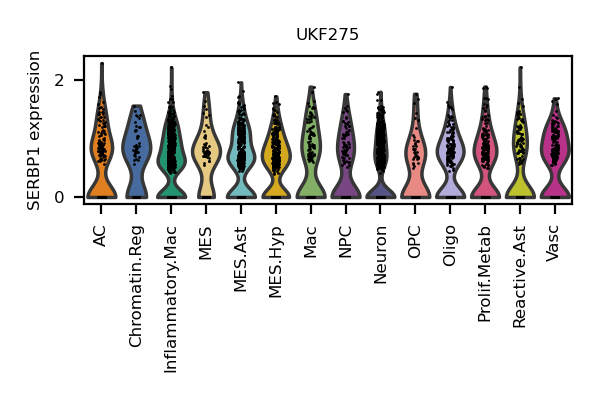 UKF275
SERBP1 expression
2
0
AC
Chromatin.Reg
Inflammatory.Mac
MES
MES.Ast
MES.Hyp
Mac
NPC
Neuron
OPC
Oligo
Prolif.Metab
Reactive.Ast
Vasc